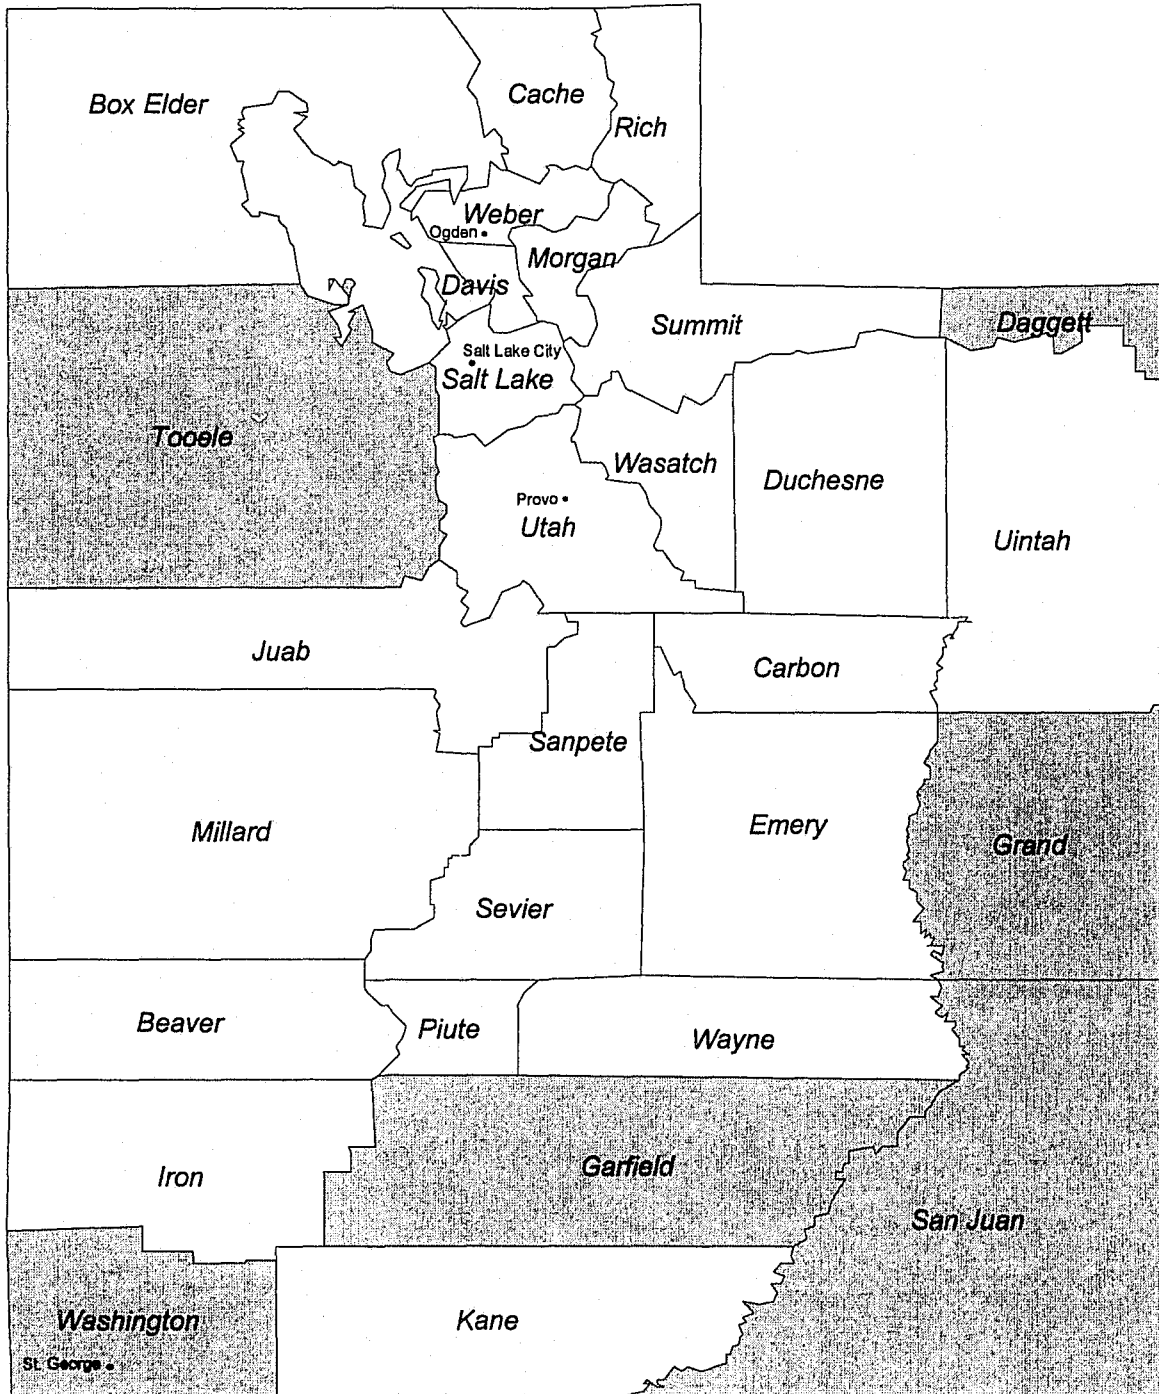 Cache
Box Elder
Rich
Weber
Ogden
Morgan
Davis
Summit
Daggett
Salt Lake City
Salt Lake
Tooele
Wasatch
Duchesne
Provo
Utah
Uintah
Juab
Carbon
Sanpete
Millard
Emery
Grand
Sevier
Beaver
Piute
Wayne
Garfield
Iron
San Juan
Washington
Kane
St. George